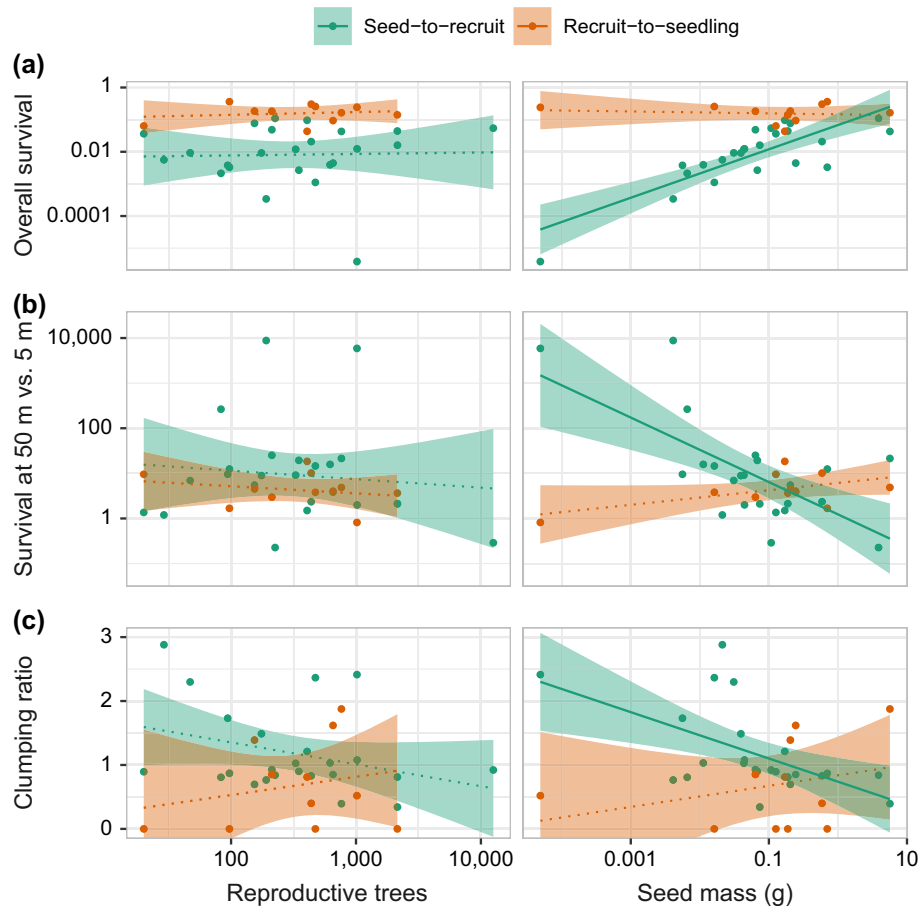 Seed−to−recruit Recruit−to−seedling
(a)
Overall survival
1
0.01
0.0001
(b)
Survival at 50 m vs. 5 m
10,000
100
1
(c)
Clumping ratio
3
2
1
0
100 1,000 10,000
0.001 0.1 10
Reproductive trees
Seed mass (g)